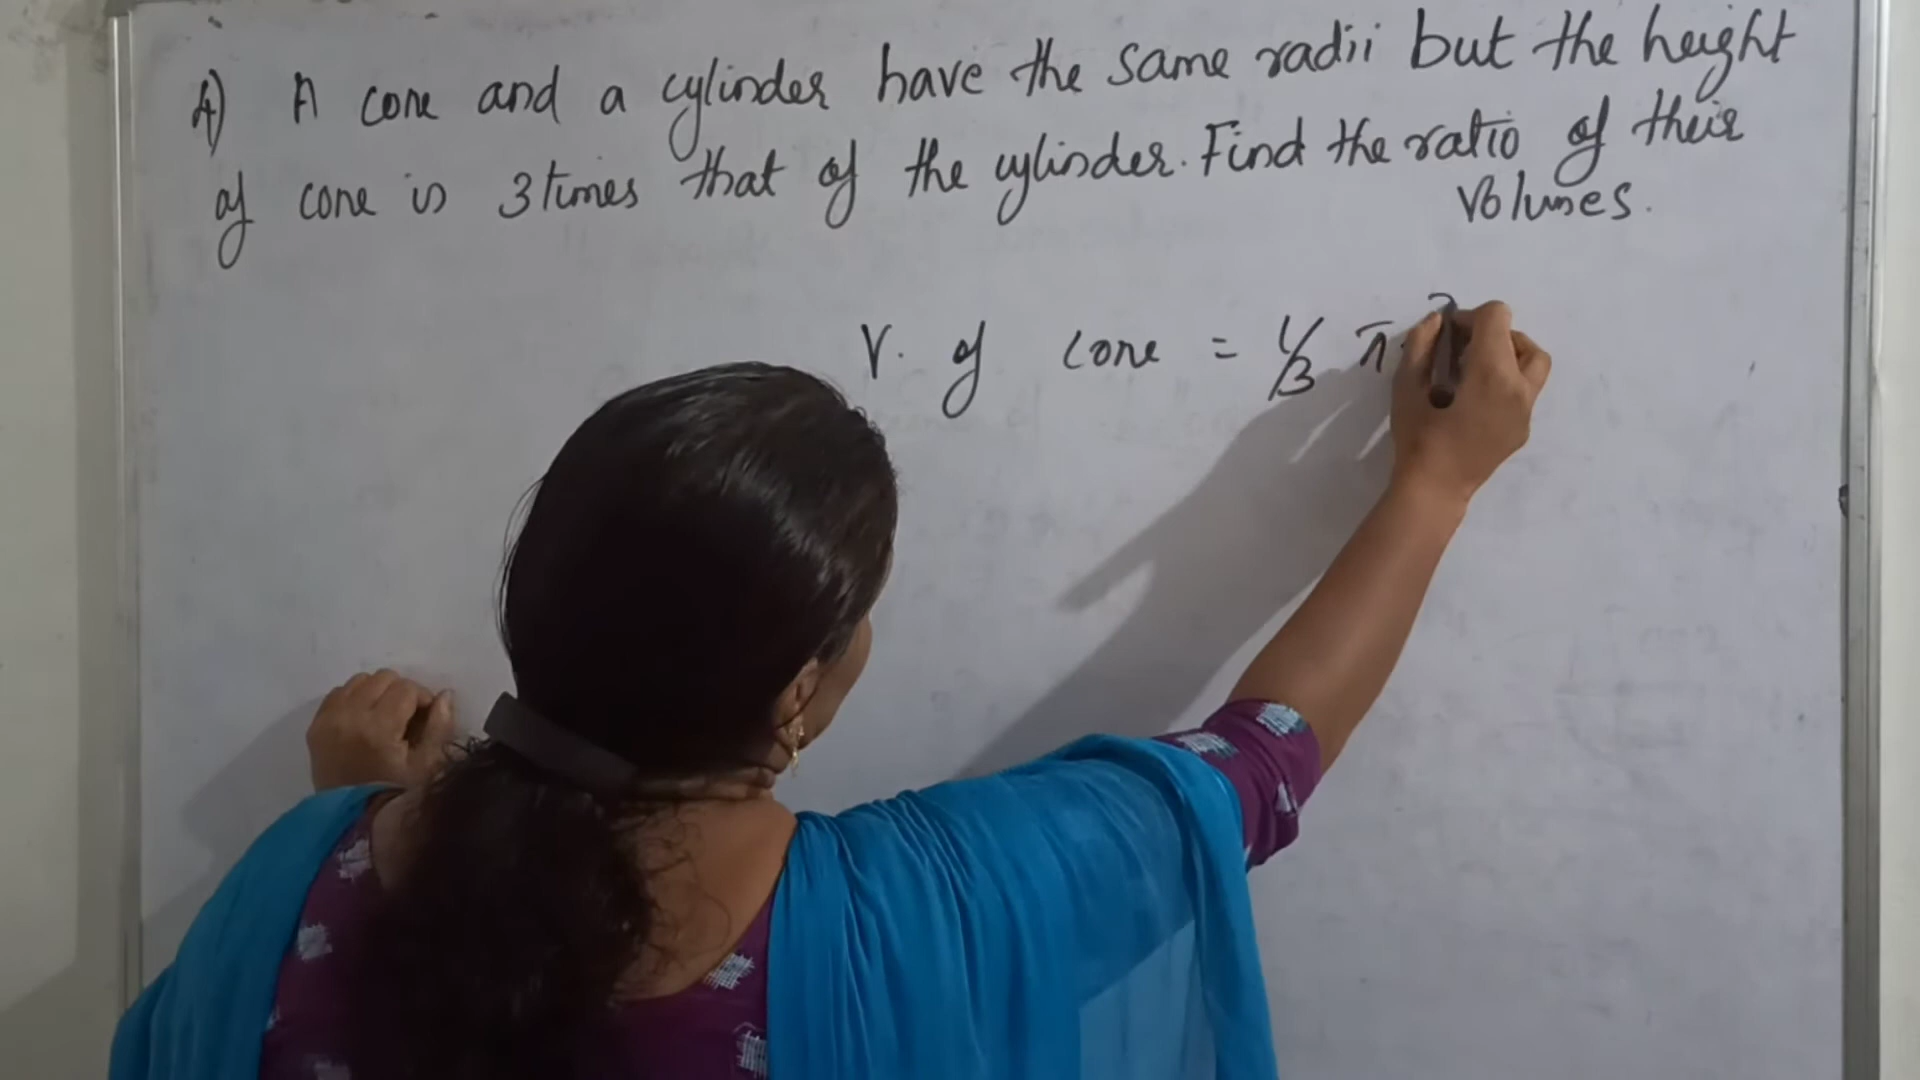 4) A cone and a cylinder have the same radii but the height
of cone is 3 times that of the cylinder. Find the ratio of their
volumes.
V. of cone = 1/3 π 2